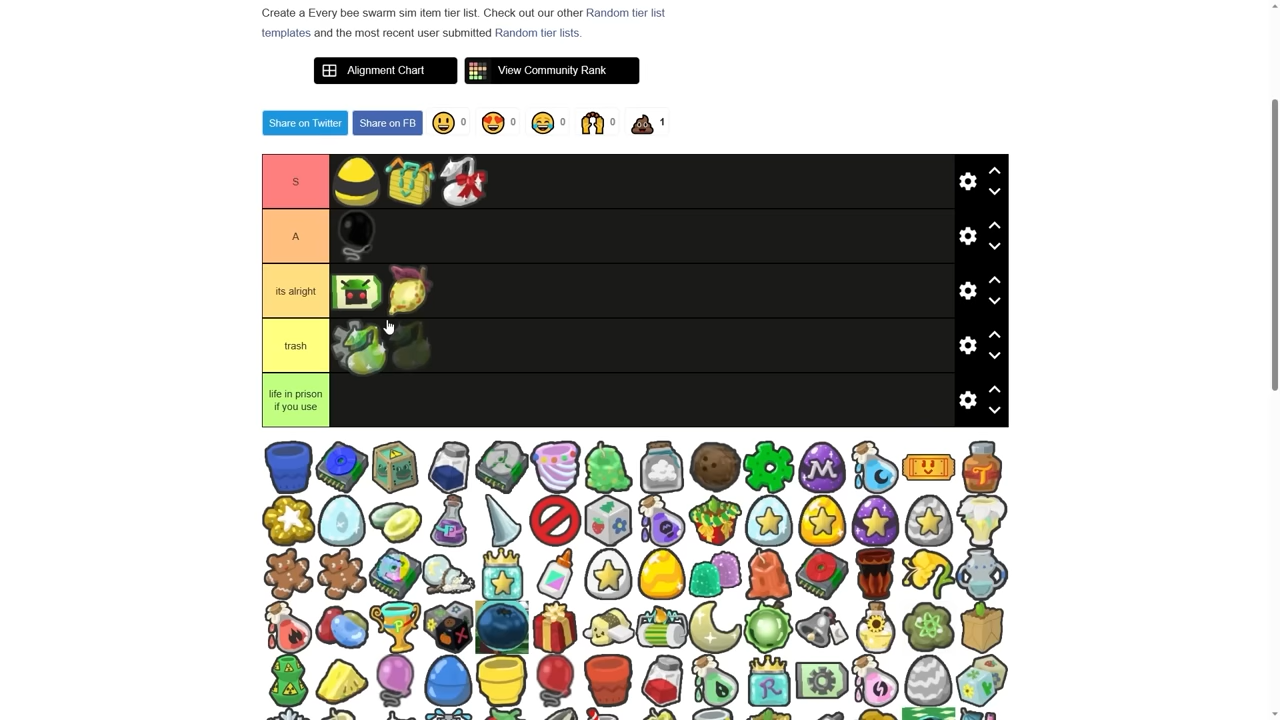 Create a Every bee swarm sim item tier list. Check out our other Random tier list
templates and the most recent user submitted Random tier lists.
Alignment Chart
View Community Rank
Share on Twitter
Share on FB
0
0
0
0
1
S
A
its alright
trash
life in prison
if you use
M
T
P
P
R